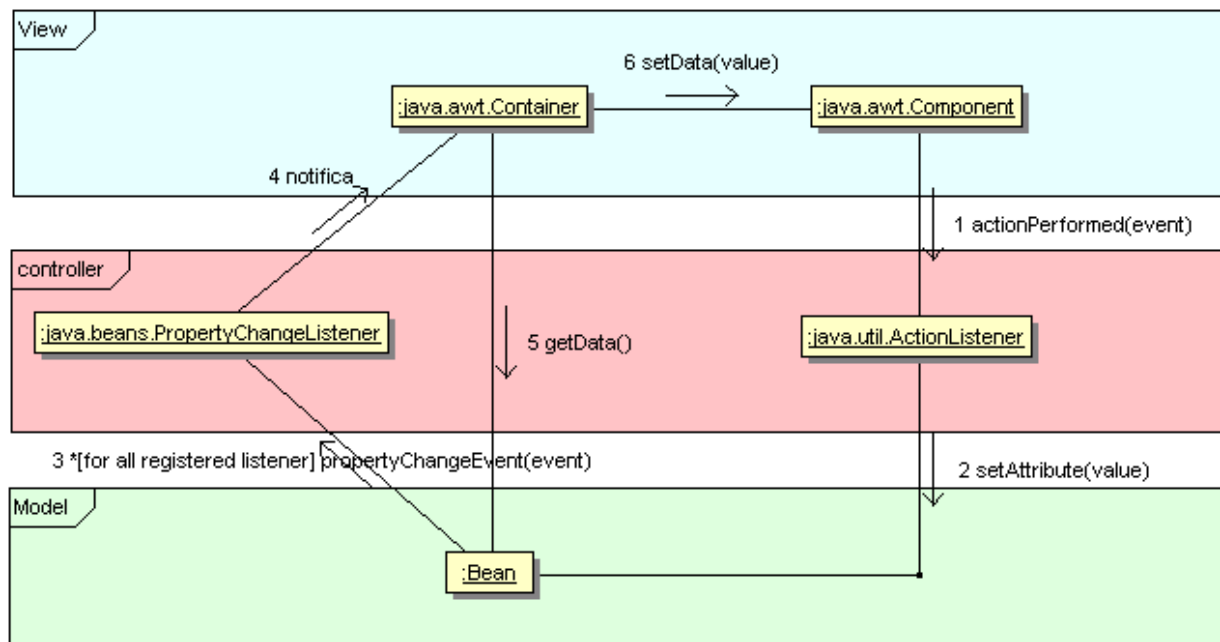 View
6 setData(value)
:java.awt.Container
:java.awt.Component
4 notifica
1 actionPerformed(event)
controller
:java.beans.PropertyChangeListener
:java.util.ActionListener
5 getData()
3 *[for all registered listener] propertyChangeEvent(event)
2 setAttribute(value)
Model
:Bean